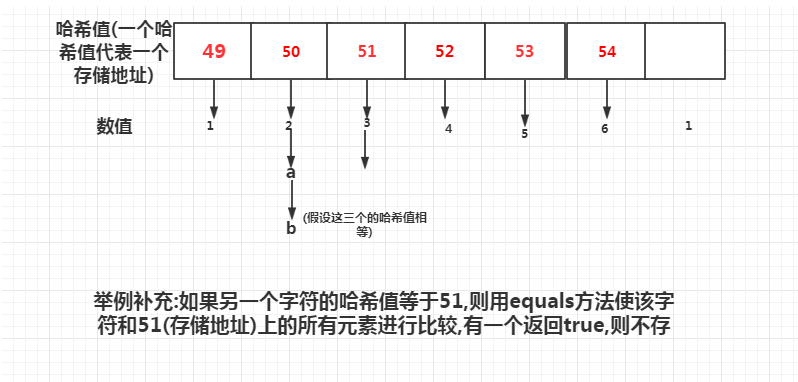 哈希值(一个哈
希值代表一个
存储地址)
49 50 51 52 53 54
数值 1 2 3 4 5 6 1
a
b
(假设这三个的哈希值相
等)
举例补充:如果另一个字符的哈希值等于51,则用equals方法使该字
符和51(存储地址)上的所有元素进行比较,有一个返回true,则不存